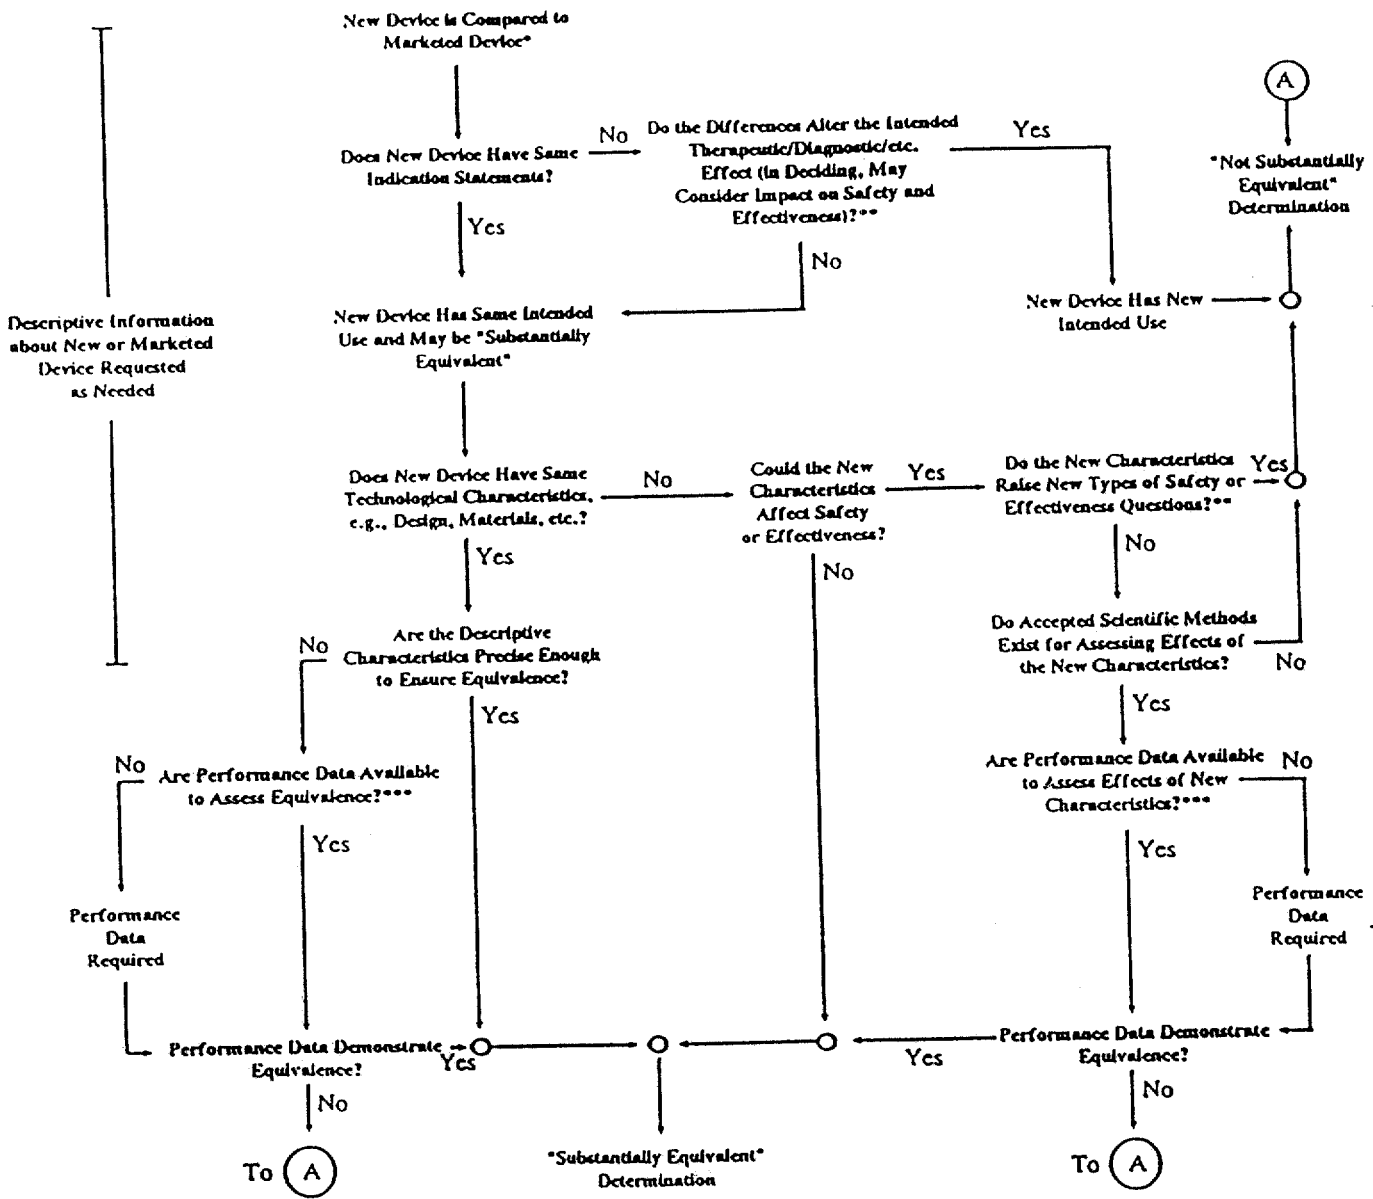 New Device is Compared to
Marketed Device*
A
No
Do the Differences Alter the Intended
Therapeutic/Diagnostic/etc.
Effect (in Deciding, May
Consider Impact on Safety and
Effectiveness)?**
Yes
Does New Device Have Same
Indication Statements?
"Not Substantially
Equivalent"
Determination
Yes
No
Descriptive Information
about New or Marketed
Device Requested
as Needed
New Device Has Same Intended
Use and May be "Substantially
Equivalent"
New Device Has New
Intended Use
Does New Device Have Same
Technological Characteristics,
e.g., Design, Materials, etc.?
No
Could the New
Characteristics
Affect Safety
or Effectiveness?
Yes
Do the New Characteristics
Raise New Types of Safety or
Effectiveness Questions?**
Yes
Yes
No
No
No
Are the Descriptive
Characteristics Precise Enough
to Ensure Equivalence?
Do Accepted Scientific Methods
Exist for Assessing Effects of
the New Characteristics?
No
Yes
Yes
No
Are Performance Data Available
to Assess Equivalence?***
Are Performance Data Available
to Assess Effects of New
Characteristics?***
No
Yes
Yes
Performance
Data
Required
Performance
Data
Required
Performance Data Demonstrate
Equivalence?
Yes
Yes
Performance Data Demonstrate
Equivalence?
No
No
To A
"Substantially Equivalent"
Determination
To A